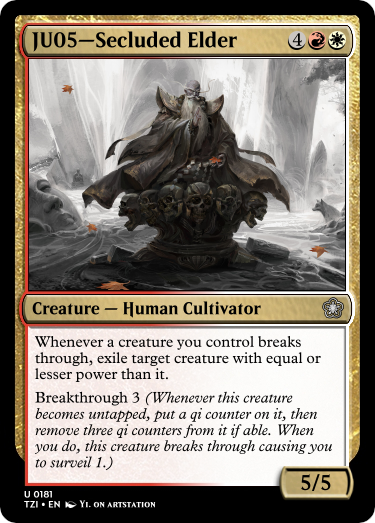 JU05—Secluded Elder 4
Creature — Human Cultivator
Whenever a creature you control breaks
through, exile target creature with equal or
lesser power than it.
Breakthrough 3 (Whenever this creature
becomes untapped, put a qi counter on it, then
remove three qi counters from it if able. When
you do, this creature breaks through causing you
to surveil 1.)
5/5
U 0181
TZI • EN YI. ON ARTSTATION